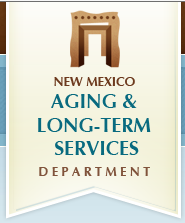 NEW MEXICO
AGING &
LONG-TERM
SERVICES
DEPARTMENT